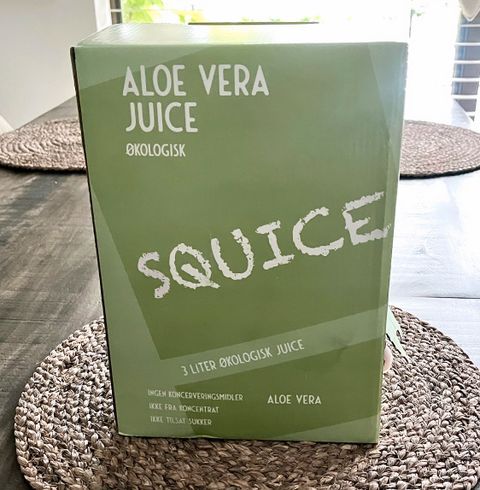 ALOE VERA
JUICE
ØKOLOGISK
SQUICE
3 LITER ØKOLOGISK JUICE
INGEN KONCERVERINGSMIDLER
IKKE FRA KONCENTRAT
IKKE TILSAT SUKKER
ALOE VERA